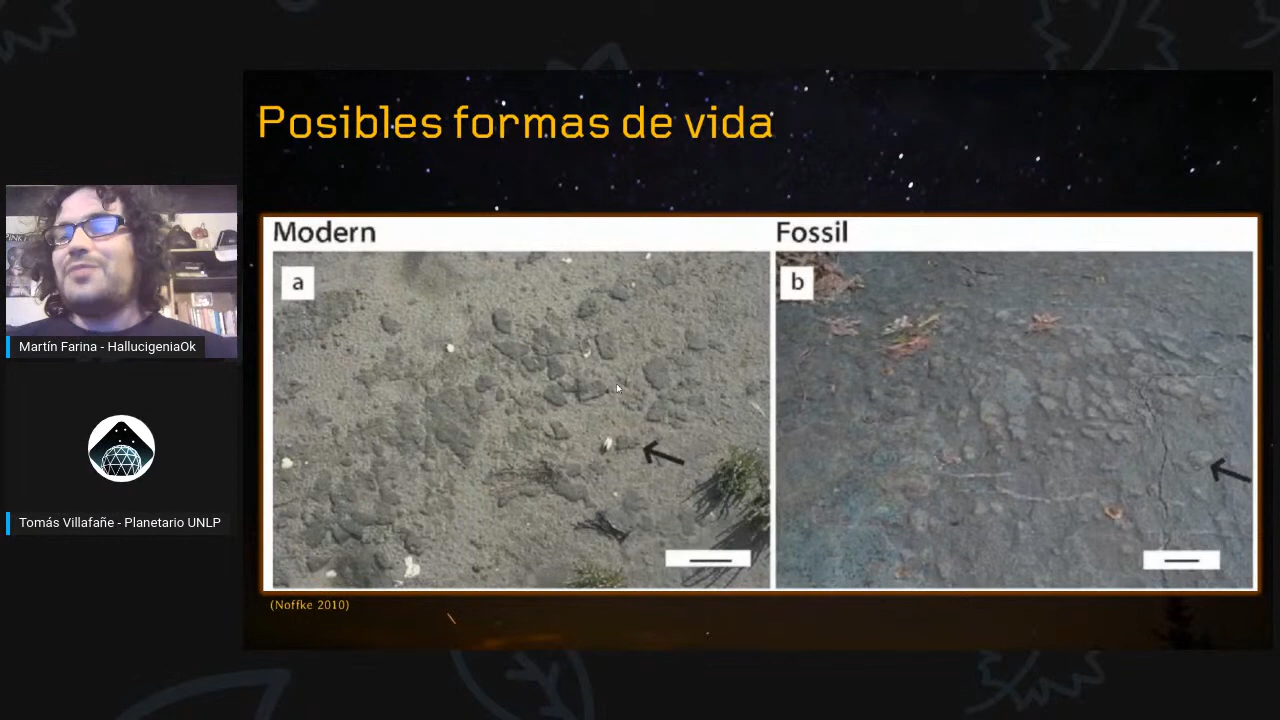 Posibles formas de vida
Modern
Fossil
a
b
(Noffke 2010)
Martín Farina - HallucigeniaOk
Tomás Villafañe - Planetario UNLP